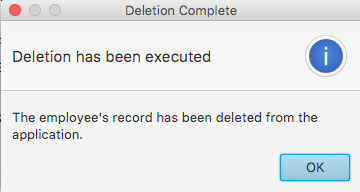 Deletion Complete
Deletion has been executed
The employee's record has been deleted from the
application.
OK